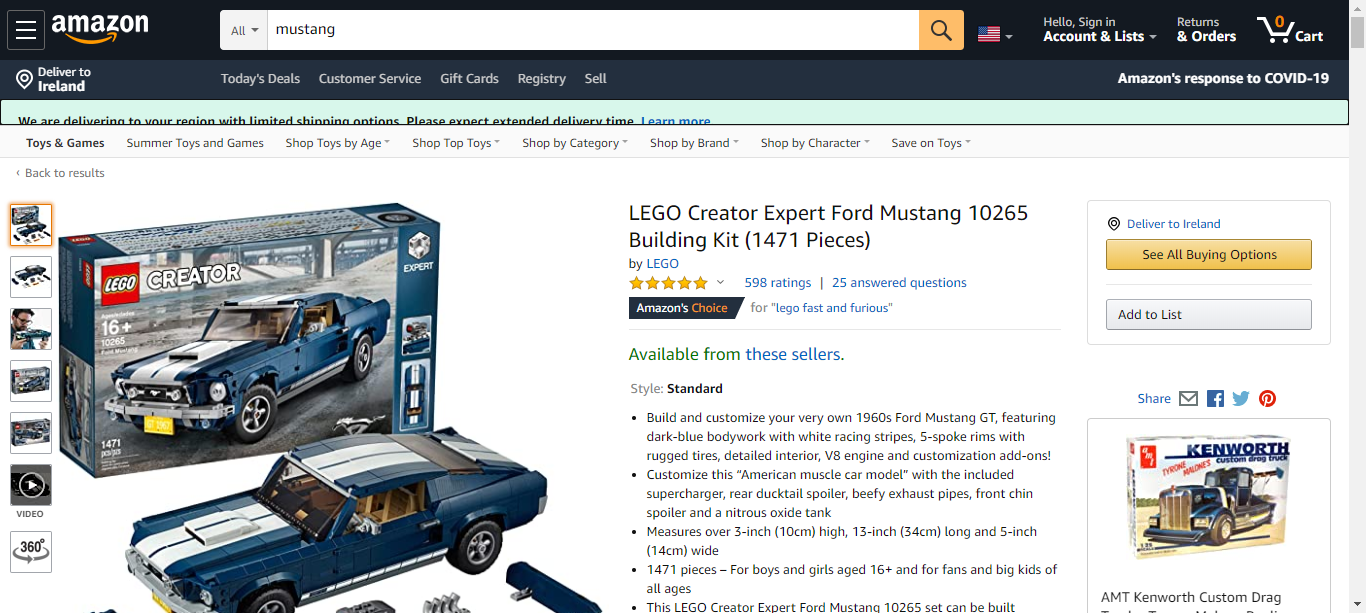 amazon
All
mustang
Hello, Sign in
Account & Lists
Returns
& Orders
0
Cart
Deliver to
Ireland
Today's Deals
Customer Service
Gift Cards
Registry
Sell
Amazon's response to COVID-19
We are delivering to your region with limited shipping options. Please expect extended delivery time. Learn more
Toys & Games
Summer Toys and Games
Shop Toys by Age
Shop Top Toys
Shop by Category
Shop by Brand
Shop by Character
Save on Toys
‹ Back to results
VIDEO
360°
LEGO
CREATOR
EXPERT
16+
10265
Ford Mustang
1471
pcs/pzs
GT 1967
LEGO Creator Expert Ford Mustang 10265
Building Kit (1471 Pieces)
by LEGO
598 ratings | 25 answered questions
Amazon's Choice for "lego fast and furious"
Available from these sellers.
Style: Standard
• Build and customize your very own 1960s Ford Mustang GT, featuring
dark-blue bodywork with white racing stripes, 5-spoke rims with
rugged tires, detailed interior, V8 engine and customization add-ons!
• Customize this “American muscle car model” with the included
supercharger, rear ducktail spoiler, beefy exhaust pipes, front chin
spoiler and a nitrous oxide tank
• Measures over 3-inch (10cm) high, 13-inch (34cm) long and 5-inch
(14cm) wide
• 1471 pieces – For boys and girls aged 16+ and for fans and big kids of
all ages
• This LEGO Creator Expert Ford Mustang 10265 set can be built
Deliver to Ireland
See All Buying Options
Add to List
Share
amt
KENWORTH
custom drag truck
TYRONE MALONE'S
1:25
AMT Kenworth Custom Drag